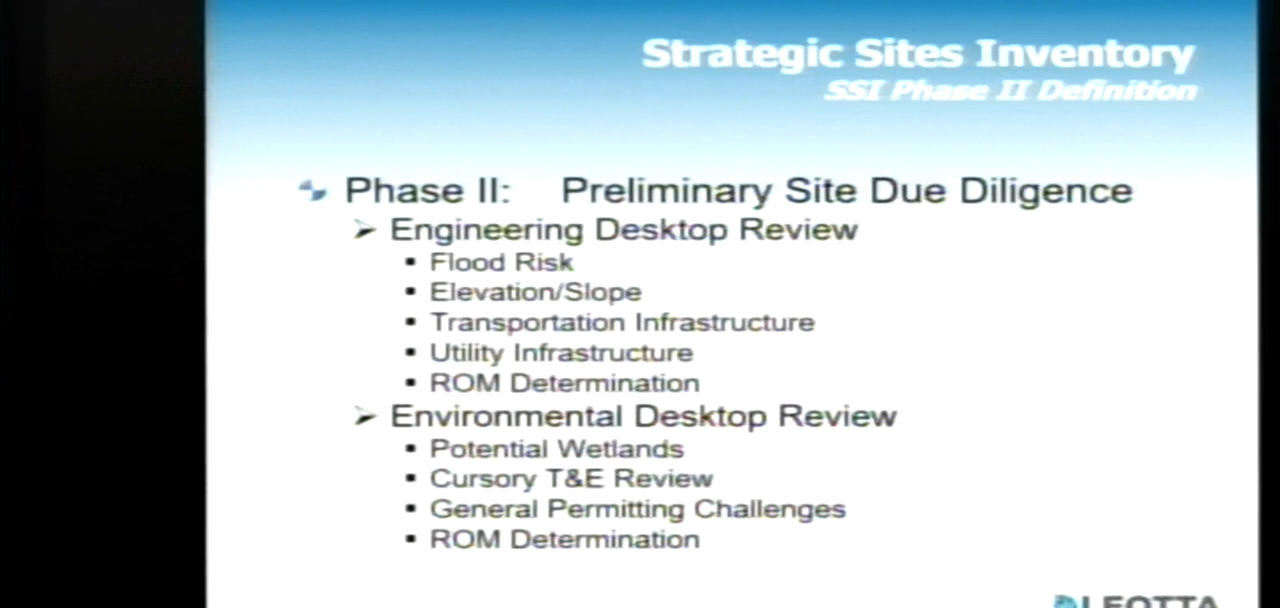 Strategic Sites Inventory
SSI Phase II Definition
Phase II: Preliminary Site Due Diligence
Engineering Desktop Review
Flood Risk
Elevation/Slope
Transportation Infrastructure
Utility Infrastructure
ROM Determination
Environmental Desktop Review
Potential Wetlands
Cursory T&E Review
General Permitting Challenges
ROM Determination
LEOTTA